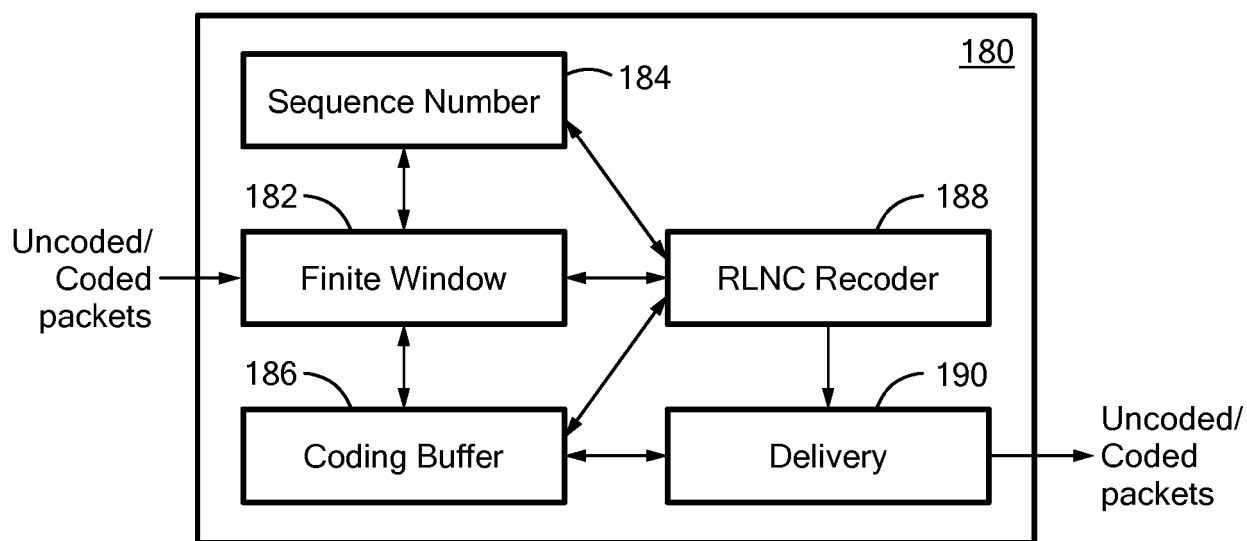 180
184
Sequence Number
182
188
Uncoded/
Coded
packets
Finite Window
RLNC Recoder
186
190
Coding Buffer
Delivery
Uncoded/
Coded
packets